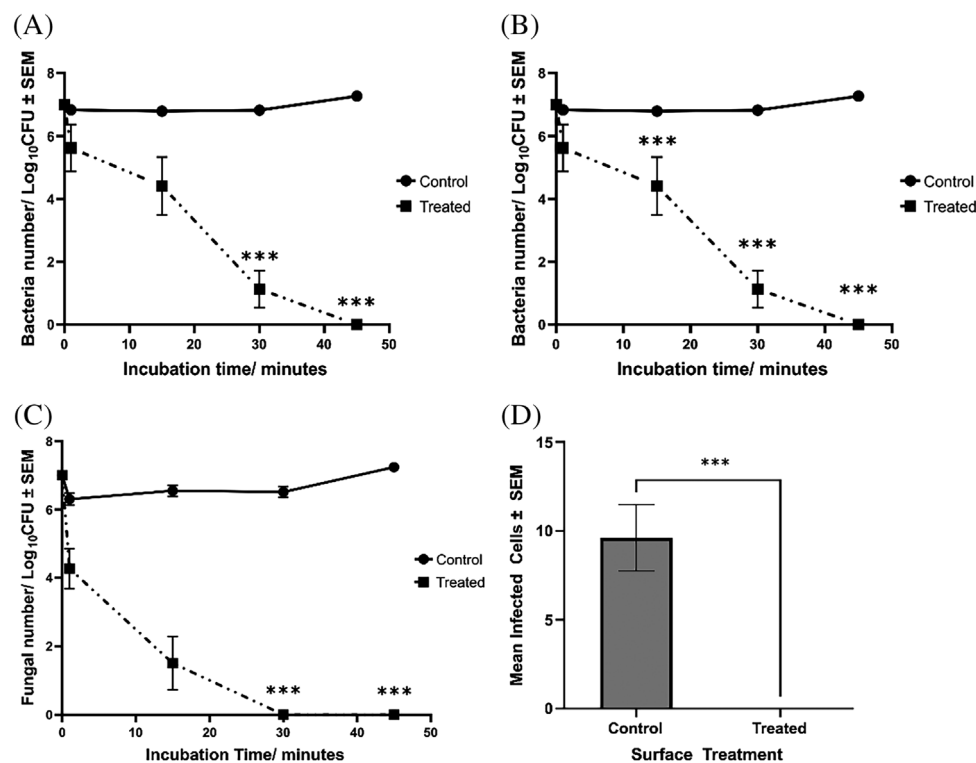 (A)
Bacteria number/ Log10CFU ± SEM
8
6
4
2
0
***
***
0 10 20 30 40 50
Incubation time/ minutes
Control
Treated
(B)
Bacteria number/ Log10CFU ± SEM
8
6
4
2
0
***
***
***
0 10 20 30 40 50
Incubation time/ minutes
Control
Treated
(C)
Fungal number/ Log10CFU ± SEM
8
6
4
2
0
***
***
0 10 20 30 40 50
Incubation Time/ minutes
Control
Treated
(D)
Mean Infected Cells ± SEM
15
10
5
0
***
Control Treated
Surface Treatment